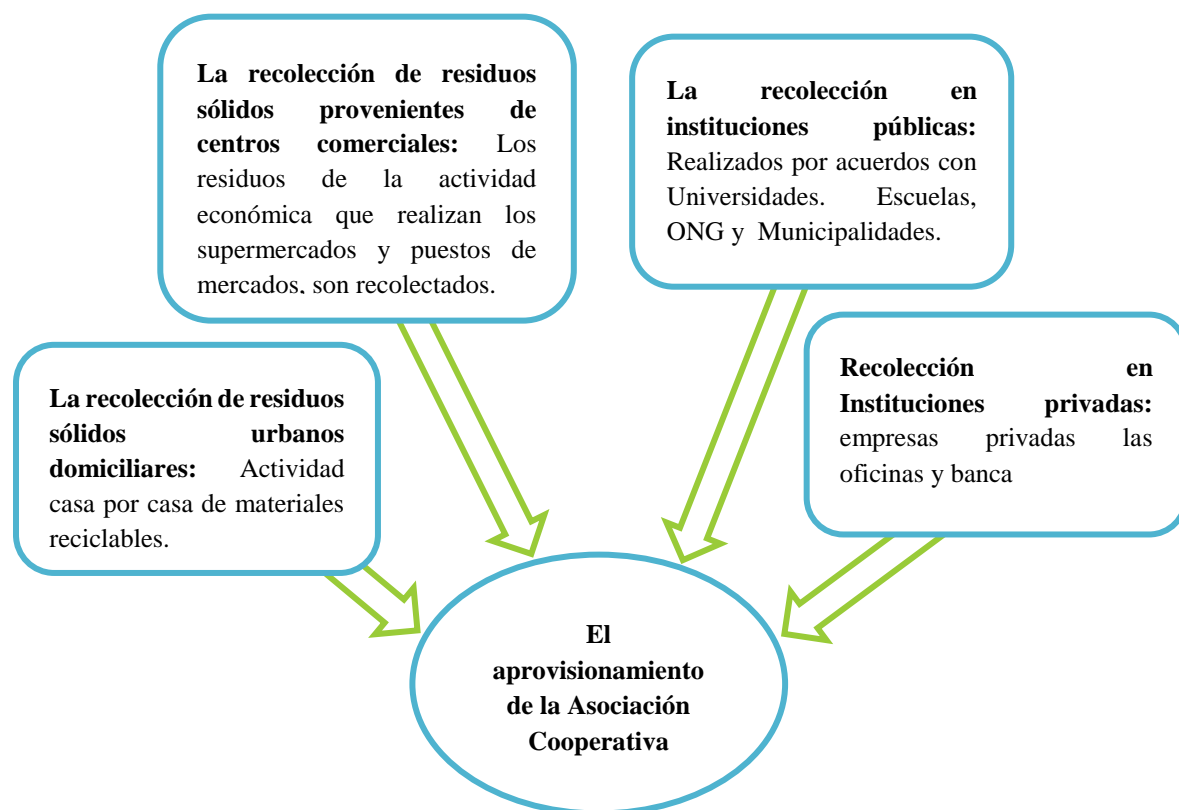 La recolección de residuos
sólidos provenientes de
centros comerciales: Los
residuos de la actividad
económica que realizan los
supermercados y puestos de
mercados, son recolectados.
La recolección en
instituciones públicas:
Realizados por acuerdos con
Universidades. Escuelas,
ONG y Municipalidades.
La recolección de residuos
sólidos urbanos
domiciliares: Actividad
casa por casa de materiales
reciclables.
Recolección en
Instituciones privadas:
empresas privadas las
oficinas y banca
El
aprovisionamiento
de la Asociación
Cooperativa